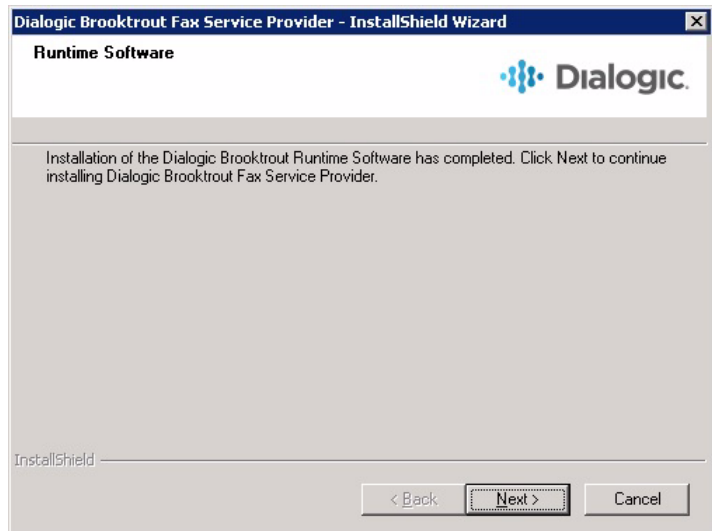 Dialogic Brooktrout Fax Service Provider - InstallShield Wizard
Runtime Software
Dialogic.
Installation of the Dialogic Brooktrout Runtime Software has completed. Click Next to continue
installing Dialogic Brooktrout Fax Service Provider.
InstallShield
< Back
Next >
Cancel